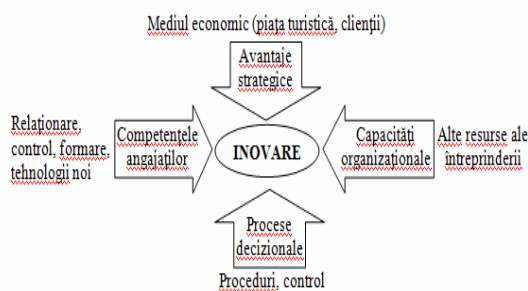 Mediul economic (piața turistică, clienții)
Avantaje
strategice
Relaționare,
control, formare,
tehnologii noi
Competențele
angajaților
INOVARE
Capacități
organizaționale
Alte resurse ale
întreprinderii
Procese
decizionale
Proceduri, control